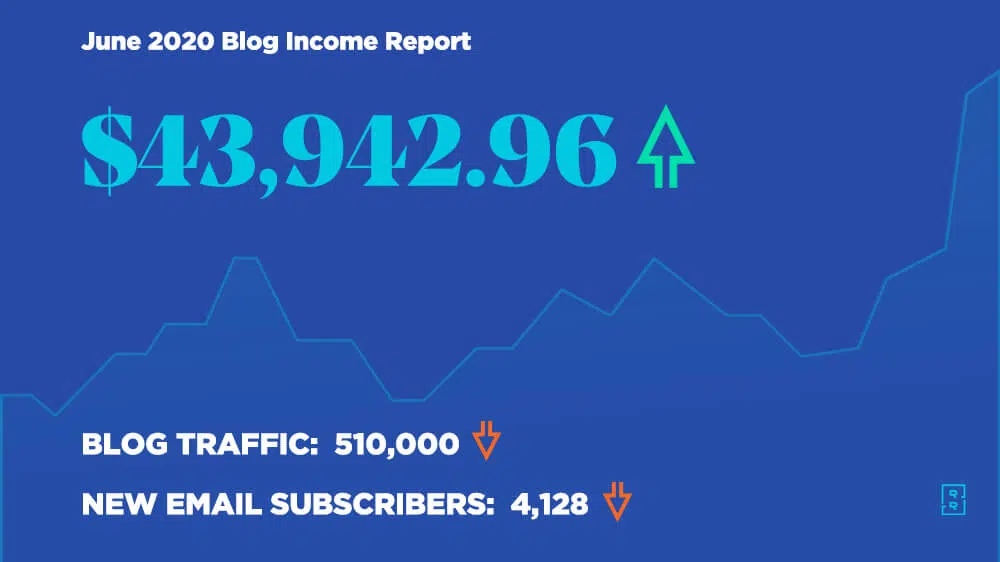 June 2020 Blog Income Report
$43,942.96
BLOG TRAFFIC: 510,000
NEW EMAIL SUBSCRIBERS: 4,128
R
R